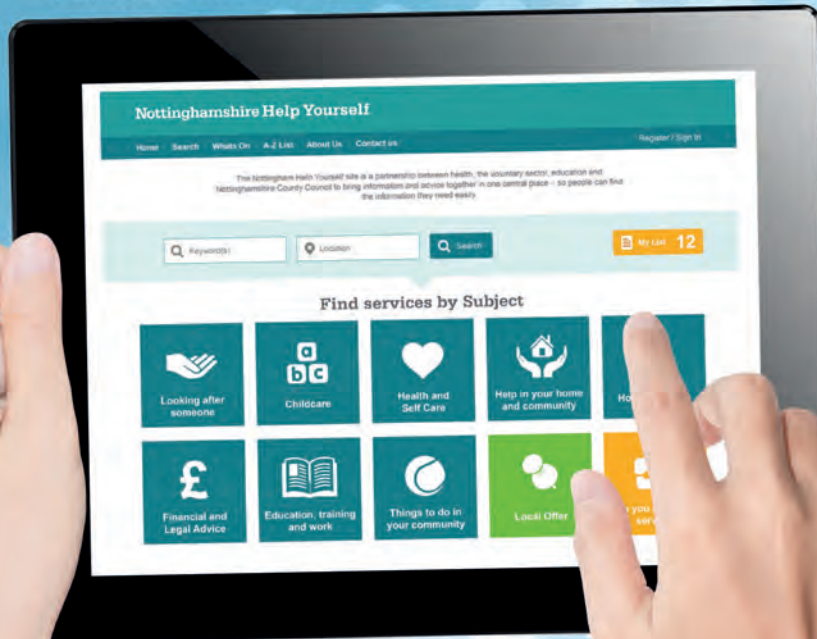 Nottinghamshire Help Yourself
Home Search Whats On A-Z List About Us Contact us Register / Sign In
The Nottingham Help Yourself site is a partnership between health, the voluntary sector, education and
Nottinghamshire County Council to bring information and advice together in one central place – so people can find
the information they need easily.
Keyword(s) Location Search My List 12
Find services by Subject
Looking after
someone
Childcare
Health and
Self Care
Help in your home
and community
Ho
Financial and
Legal Advice
Education, training
and work
Things to do in
your community
Local Offer
you
serv